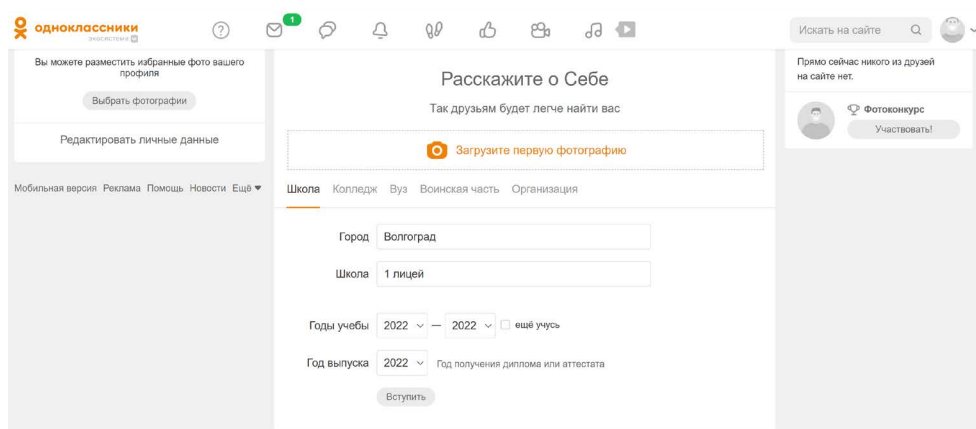 одноклассники
экосистема
1
Искать на сайте
Вы можете разместить избранные фото вашего
профиля
Выбрать фотографии
Редактировать личные данные
Мобильная версия Реклама Помощь Новости Ещё
Расскажите о Себе
Так друзьям будет легче найти вас
Загрузите первую фотографию
Школа Колледж Вуз Воинская часть Организация
Город Волгоград
Школа 1 лицей
Годы учебы 2022 — 2022 ещё учусь
Год выпуска 2022 Год получения диплома или аттестата
Вступить
Прямо сейчас никого из друзей
на сайте нет.
Фотоконкурс
Участвовать!